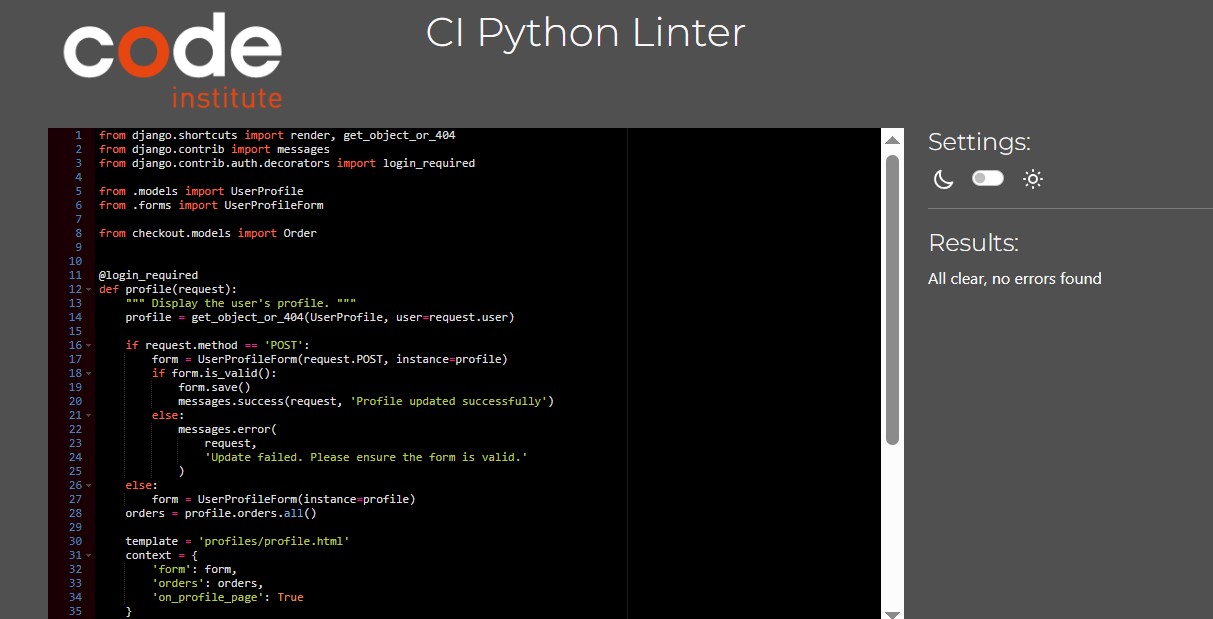 code
institute
CI Python Linter
1 from django.shortcuts import render, get_object_or_404
2 from django.contrib import messages
3 from django.contrib.auth.decorators import login_required
4
5 from .models import UserProfile
6 from .forms import UserProfileForm
7
8 from checkout.models import Order
9
10
11 @login_required
12 def profile(request):
13     """ Display the user's profile. """
14     profile = get_object_or_404(UserProfile, user=request.user)
15
16     if request.method == 'POST':
17         form = UserProfileForm(request.POST, instance=profile)
18         if form.is_valid():
19             form.save()
20             messages.success(request, 'Profile updated successfully')
21         else:
22             messages.error(
23                 request,
24                 'Update failed. Please ensure the form is valid.'
25             )
26     else:
27         form = UserProfileForm(instance=profile)
28     orders = profile.orders.all()
29
30     template = 'profiles/profile.html'
31     context = {
32         'form': form,
33         'orders': orders,
34         'on_profile_page': True
35     }
Settings:
Results:
All clear, no errors found